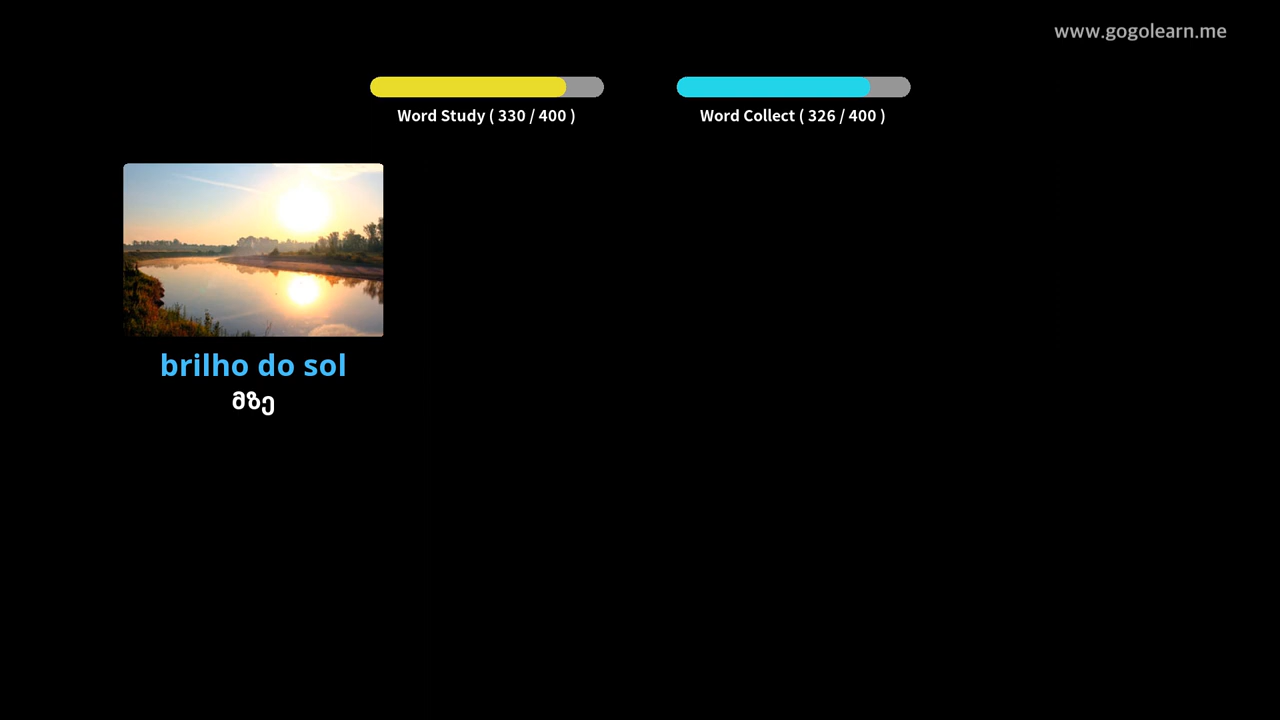 www.gogolearn.me
Word Study ( 330 / 400 )
Word Collect ( 326 / 400 )
brilho do sol
მზე